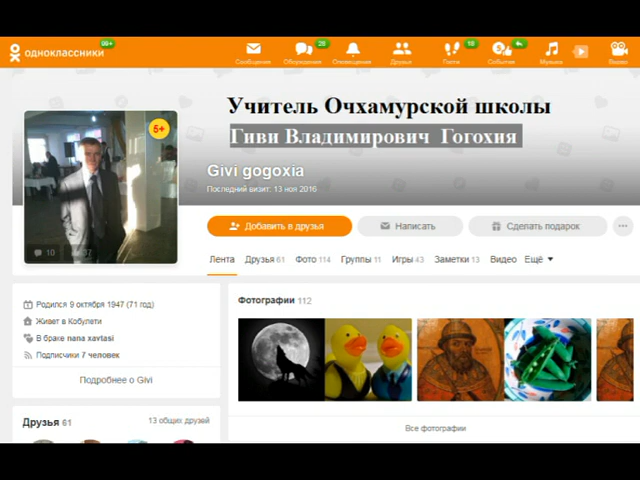 99+
одноклассники
Сообщения
28
Обсуждения
Оповещения
Друзья
18
Гости
5
События
Музыка
Видео
Учитель Очхамурской школы
Гиви Владимирович Гогохия
5+
Givi gogoxia
Последний визит: 13 ноя 2016
10
37
Добавить в друзья
Написать
Сделать подарок
Лента Друзья 61 Фото 114 Группы 11 Игры 43 Заметки 13 Видео Ещё
Родился 9 октября 1947 (71 год)
Живет в Кобулети
В браке nana xavtasi
Подписчики 7 человек
Подробнее о Givi
Фотографии 112
Все фотографии
Друзья 61
13 общих друзей